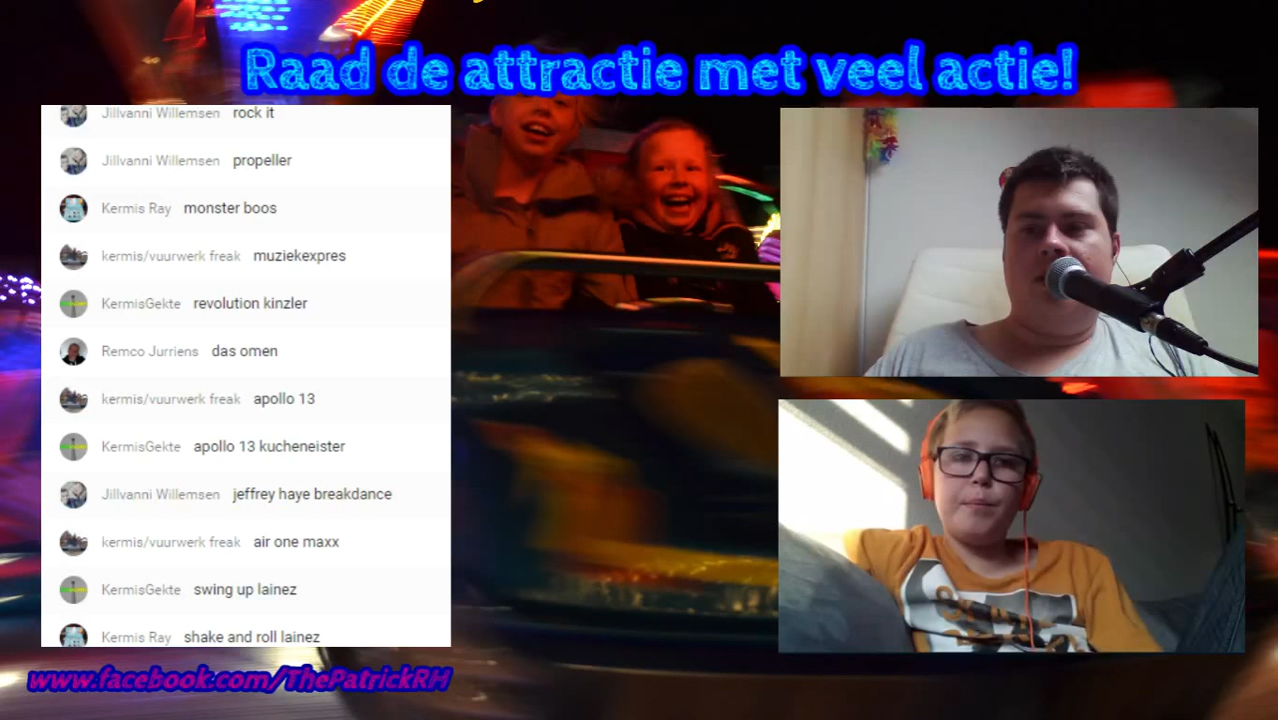 Raad de attractie met veel actie!
Jillvanni Willemsen rock it
Jillvanni Willemsen propeller
Kermis Ray monster boos
kermis/vuurwerk freak muziekexpres
KermisGekte revolution kinzler
Remco Jurriens das omen
kermis/vuurwerk freak apollo 13
KermisGekte apollo 13 kucheneister
Jillvanni Willemsen jeffrey haye breakdance
kermis/vuurwerk freak air one maxx
KermisGekte swing up lainez
Kermis Ray shake and roll lainez
www.facebook.com/ThePatrickRH